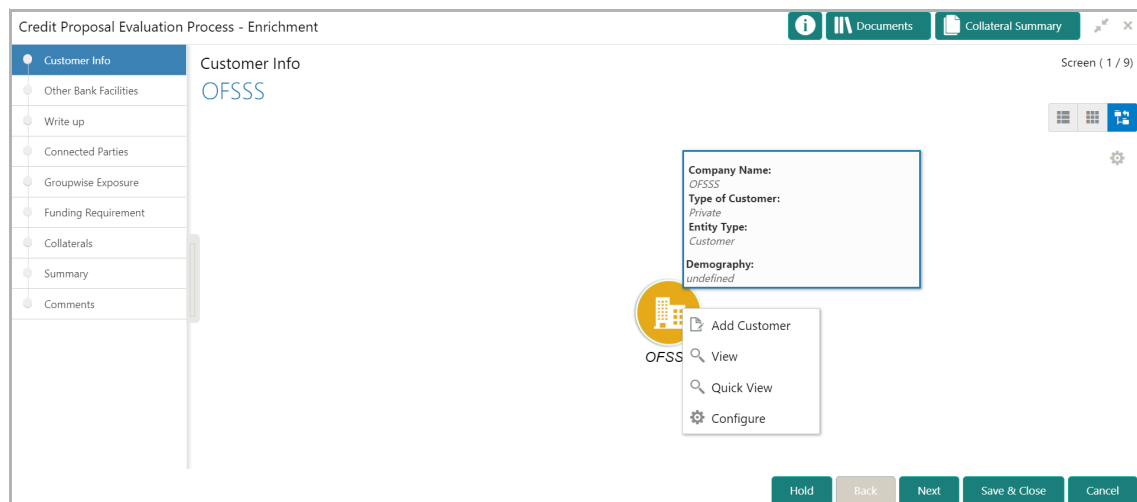 Credit Proposal Evaluation Process - Enrichment
i
Documents
Collateral Summary
Customer Info
Other Bank Facilities
Write up
Connected Parties
Groupwise Exposure
Funding Requirement
Collaterals
Summary
Comments
Customer Info
Screen ( 1 / 9)
OFSSS
Company Name:
OFSSS
Type of Customer:
Private
Entity Type:
Customer
Demography:
undefined
OFSS
Add Customer
View
Quick View
Configure
Hold
Back
Next
Save & Close
Cancel